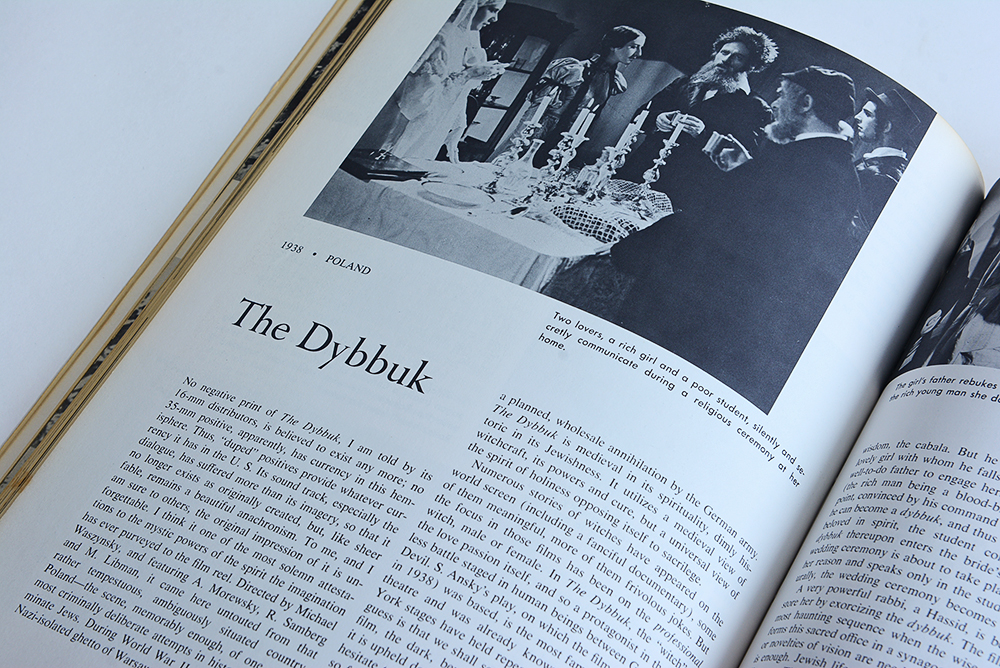 1938 • POLAND
The Dybbuk
Two lovers, a rich girl and a poor student, silently and se-
cretly communicate during a religious ceremony at her
home.
No negative print of The Dybbuk, I am told by its
16-mm distributors, is believed to exist any more; no
35-mm positive, apparently, has currency in this hem-
isphere. Thus "duped" positives provide whatever cur-
rency it has in the U. S. Its sound track, especially the
dialogue, has suffered more than its imagery, so that it
no longer exists as originally created, but, like sheer
fable, remains a beautiful anachronism. To me, and I
am sure to others, the original impression of it is un-
forgettable. I think it one of the most solemn attesta-
tions to the mystic powers of the spirit the imagination
has ever purveyed to the film reel. Directed by Michael
Waszynsky, and featuring A. Morewsky, R. Samberg
and M. Libman, it came here untouted from that
rather tempestuous, ambiguously situated country,
Poland—the scene, memorably enough, of one
most criminally deliberate attempts in
minate Jews. During World War
Nazi-isolated ghetto of
a planned, wholesale annihilation by the German army.
The Dybbuk is medieval in its spirituality, dimly his-
toric in its Jewishness. I utilizes a magical view of
witchcraft, its powers and cure, but a universal view of
the spirit of holiness opposing itself to sacrilege.
Numerous stories of witches have appeared on the
world screen (including a fanciful documentary), some
of them meaningful, more of them frivolous jokes. But
the focus in those films has been on the professional
wich, male or female. In The Dybbuk, the "witch" is
the love passion itself, and so a protagonist in the
less battle staged in human beings between
Devil. S. Ansky's play, on which the film
in 1938) was based, is the most
theatre and was already
York stages have held
guess is that we shall
film, the dark,
hesitate
it is upheld
The girl's father rebukes
the rich young man she
wisdom, the cabala. But
lovely girl with whom he
well-to-do father to engage her
(the rich man being a blood
point, convinced by his
he can become a dybbuk, and thus
beloved in spirit, the student
dybbuk thereupon enters the bride's
wedding ceremony is about to take
her reason and speaks only in the
urally, the wedding ceremony becomes
A very powerful rabbi, a Hassid, is
store her by exorcizing the dybbuk. The
most haunting sequence when the
forms this sacred office in a
is enough, Jewish
or novelties of vision and